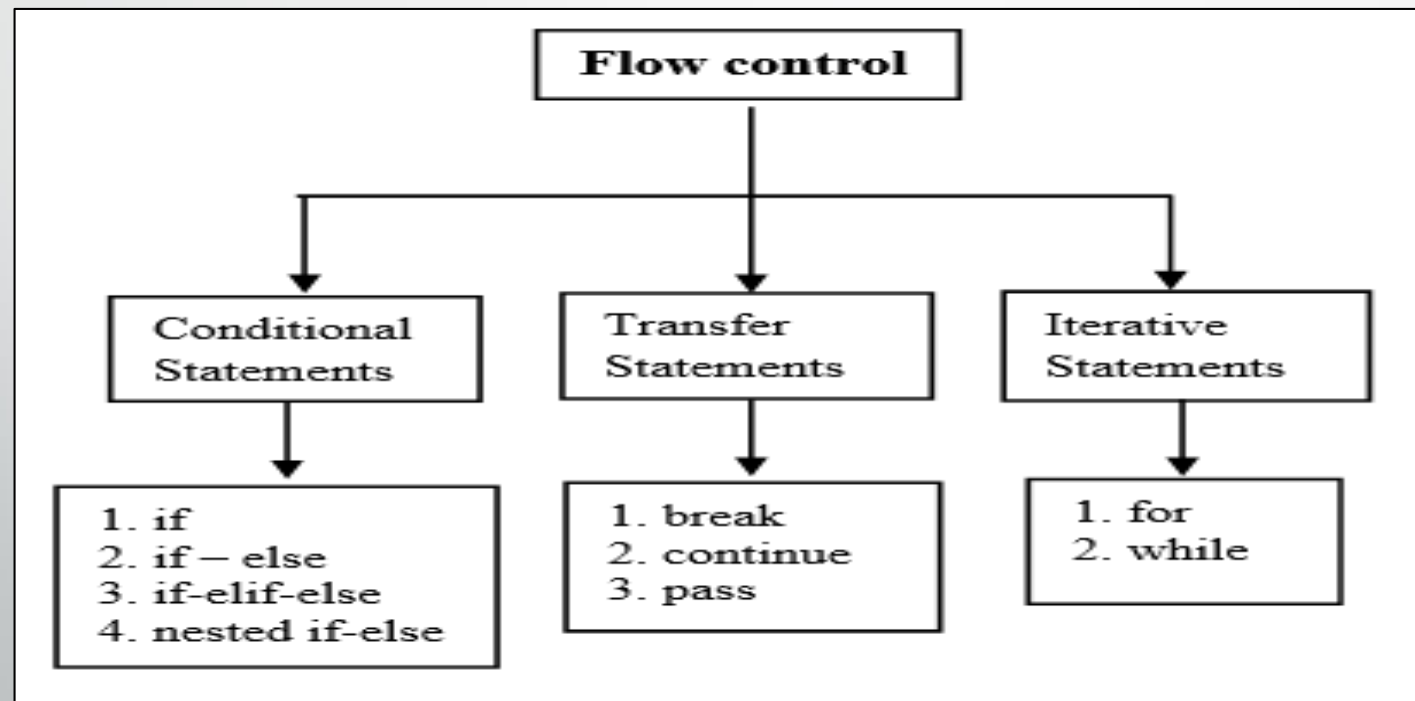 Flow control
Conditional
Statements
Transfer
Statements
Iterative
Statements
1. if
2. if – else
3. if-elif-else
4. nested if-else
1. break
2. continue
3. pass
1. for
2. while